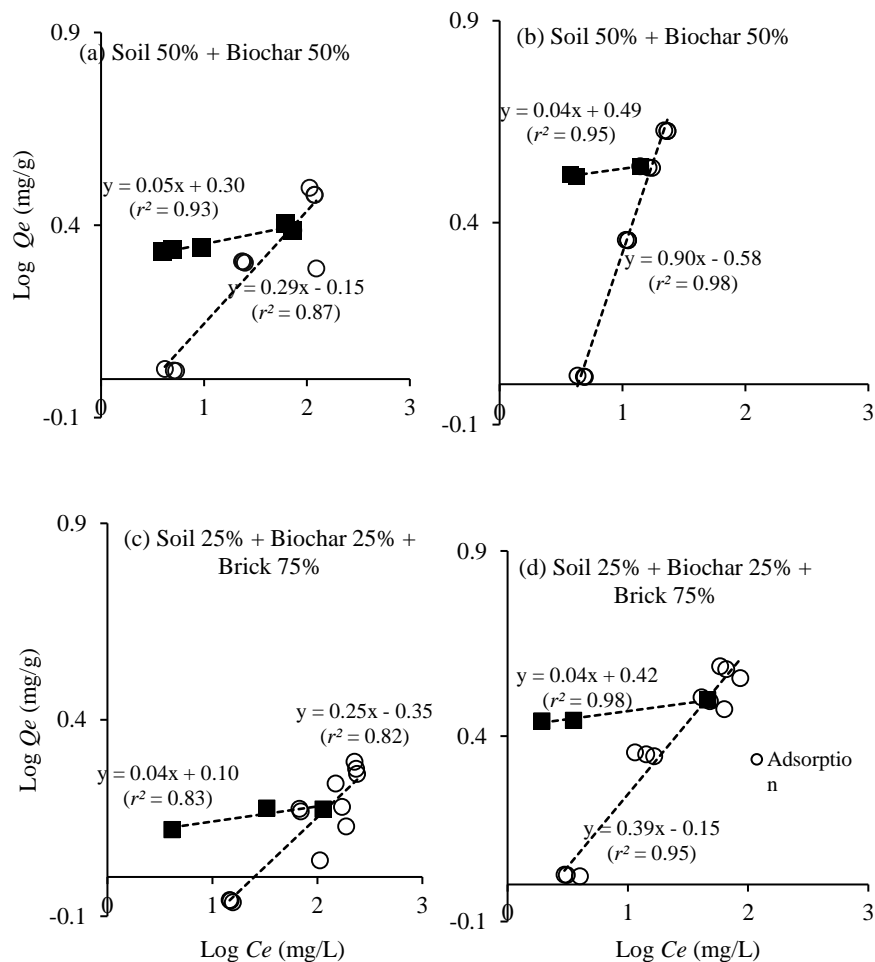 0.9
(a) Soil 50% + Biochar 50%
y = 0.05x + 0.30
(r² = 0.93)
0.4
y = 0.29x - 0.15
(r² = 0.87)
Log Qe (mg/g)
-0.1
0 1 2 3
0.9
(b) Soil 50% + Biochar 50%
y = 0.04x + 0.49
(r² = 0.95)
0.4
y = 0.90x - 0.58
(r² = 0.98)
-0.1
0 1 2 3
0.9
(c) Soil 25% + Biochar 25% +
Brick 75%
0.4
y = 0.25x - 0.35
(r² = 0.82)
y = 0.04x + 0.10
(r² = 0.83)
Log Qe (mg/g)
-0.1
0 1 2 3
Log Ce (mg/L)
0.9
(d) Soil 25% + Biochar 25% +
Brick 75%
y = 0.04x + 0.42
(r² = 0.98)
0.4
Adsorptio
n
y = 0.39x - 0.15
(r² = 0.95)
-0.1
0 1 2 3
Log Ce (mg/L)